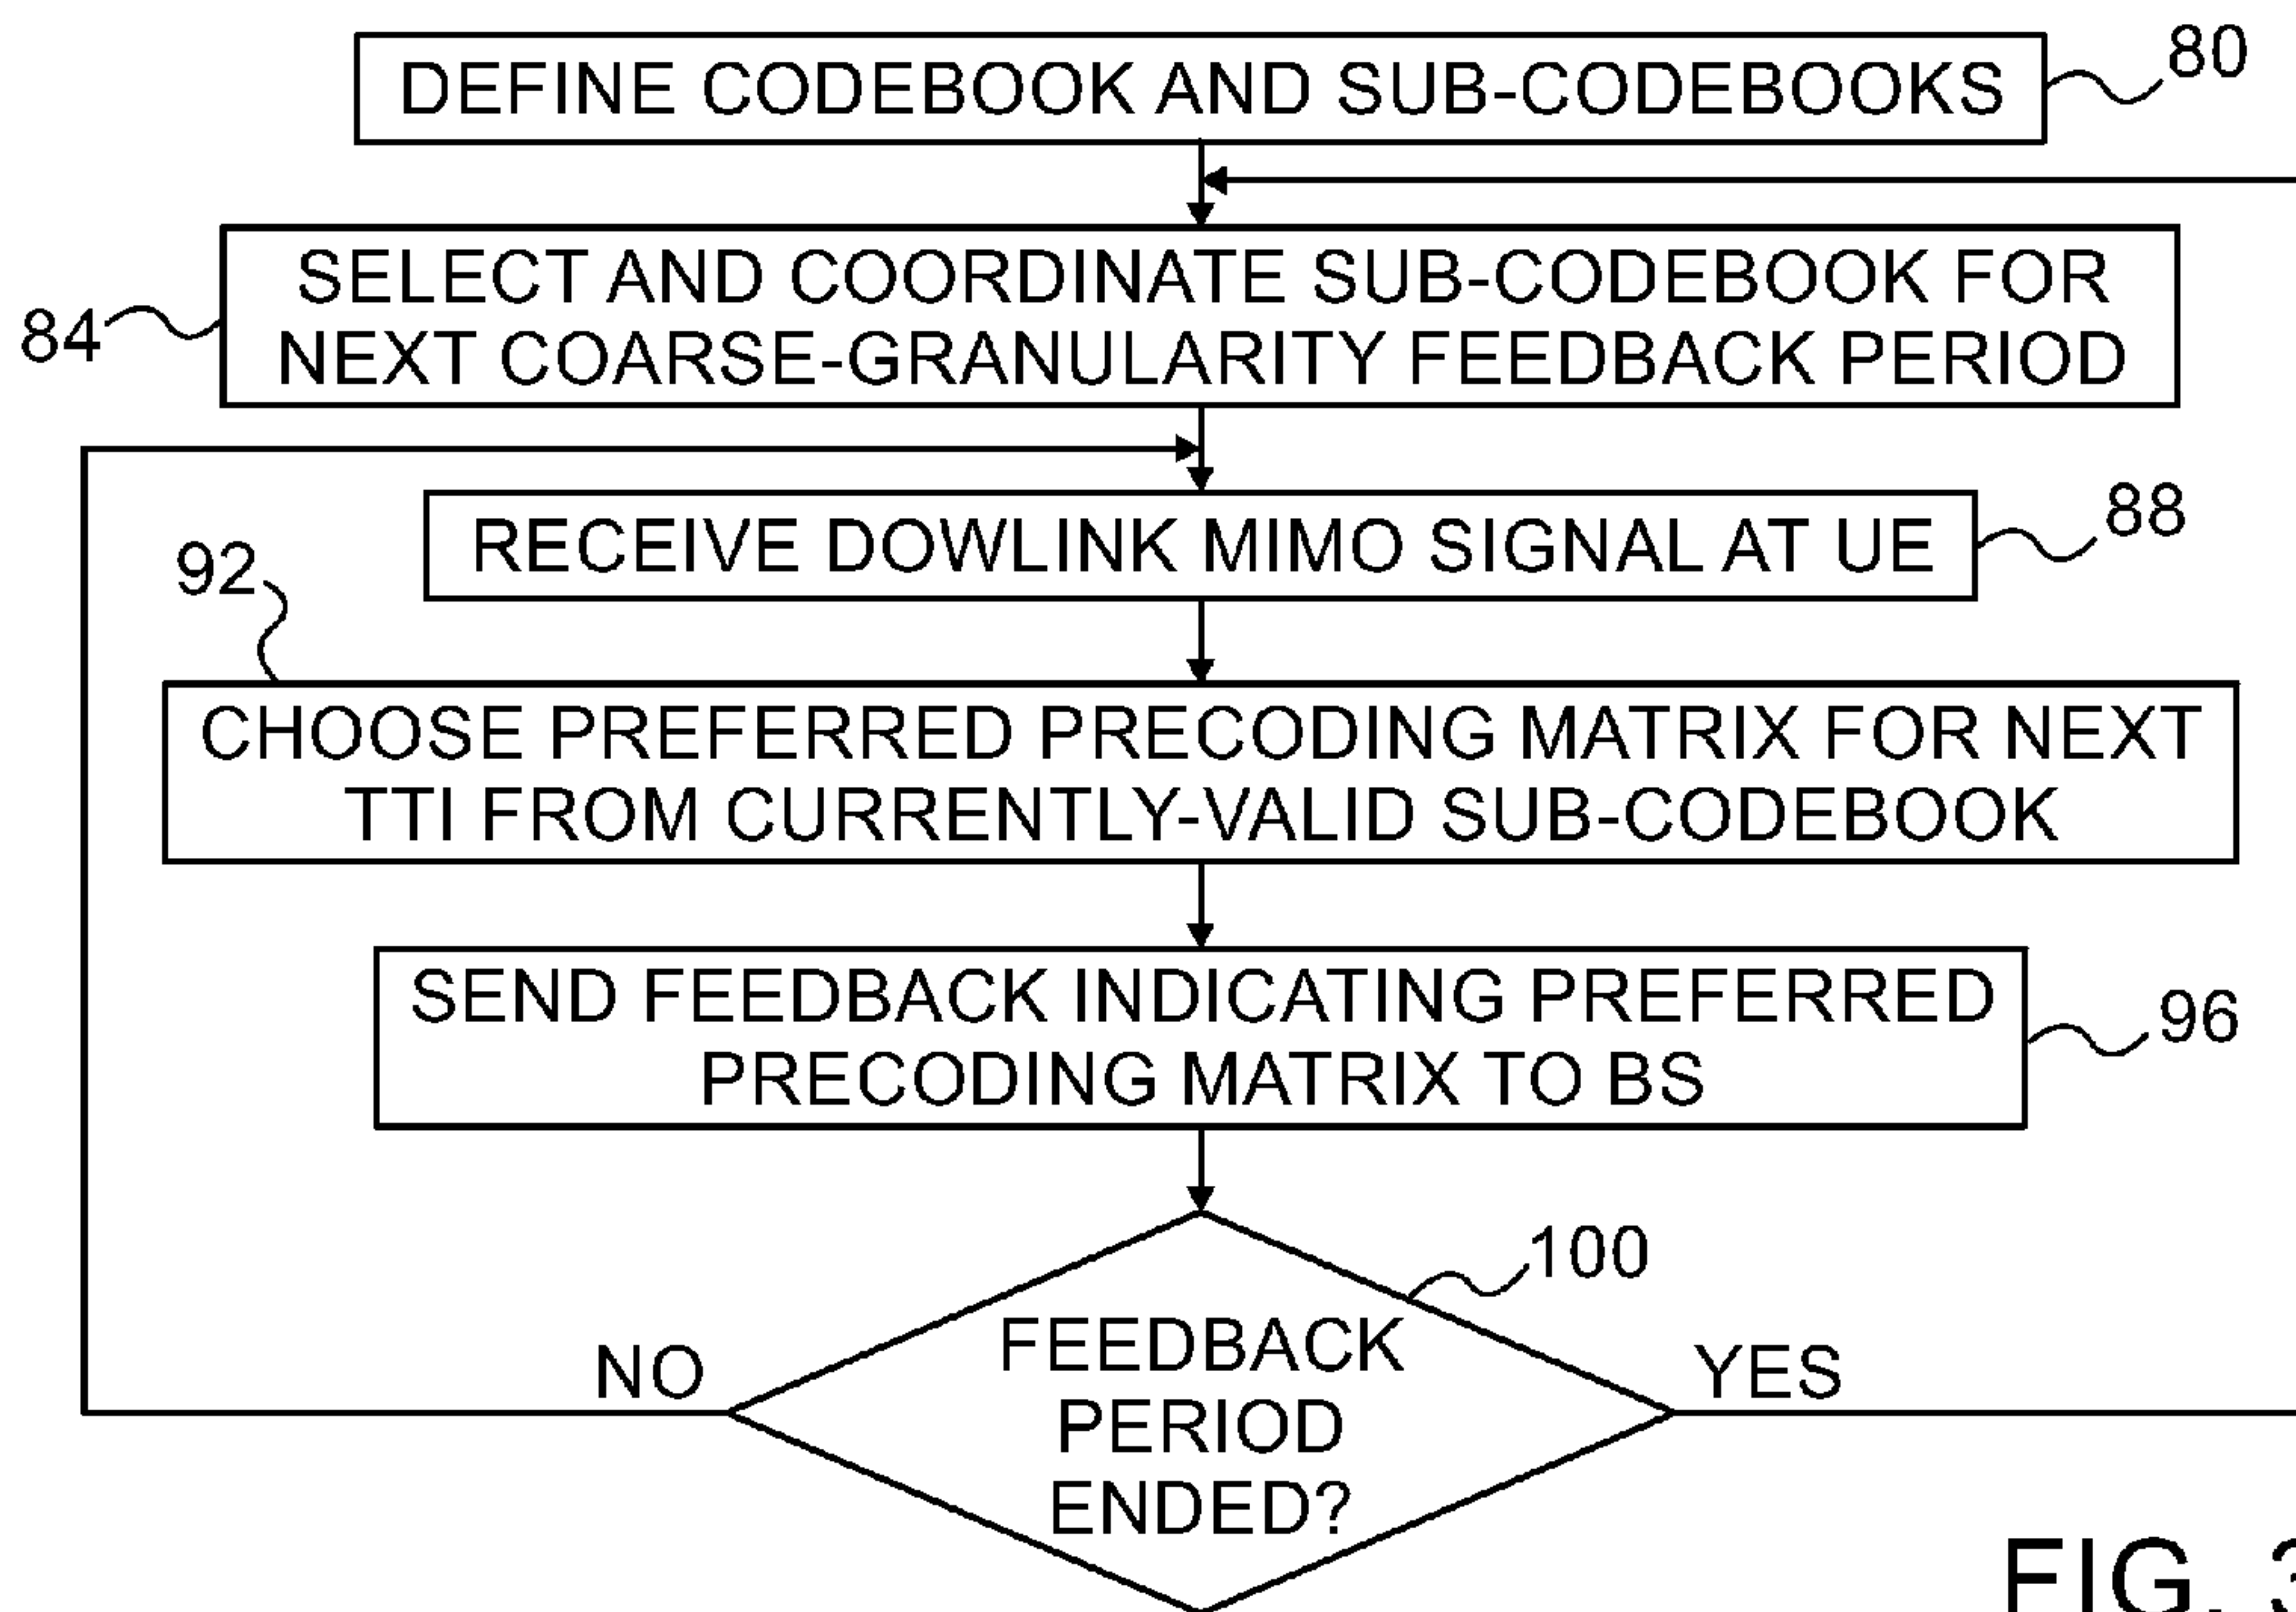 DEFINE CODEBOOK AND SUB-CODEBOOKS
80
SELECT AND COORDINATE SUB-CODEBOOK FOR
NEXT COARSE-GRANULARITY FEEDBACK PERIOD
84
RECEIVE DOWLINK MIMO SIGNAL AT UE
88
92
CHOOSE PREFERRED PRECODING MATRIX FOR NEXT
TTI FROM CURRENTLY-VALID SUB-CODEBOOK
SEND FEEDBACK INDICATING PREFERRED
PRECODING MATRIX TO BS
96
100
FEEDBACK
PERIOD
ENDED?
NO
YES
FIG. 3